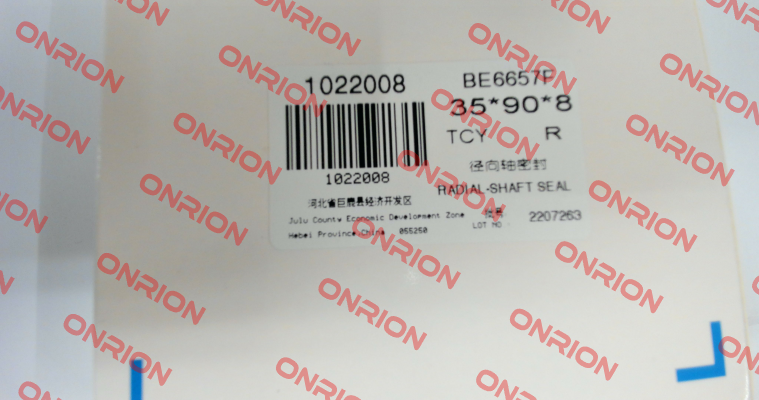 1022008
BE6657F
35*90*8
TCY R
1022008
径向轴密封
RADIAL-SHAFT SEAL
河北省巨鹿县经济开发区
Julu County Economic Development Zone
Hebei Province China 055250
批号
LOT NO : 2207263
ONRION